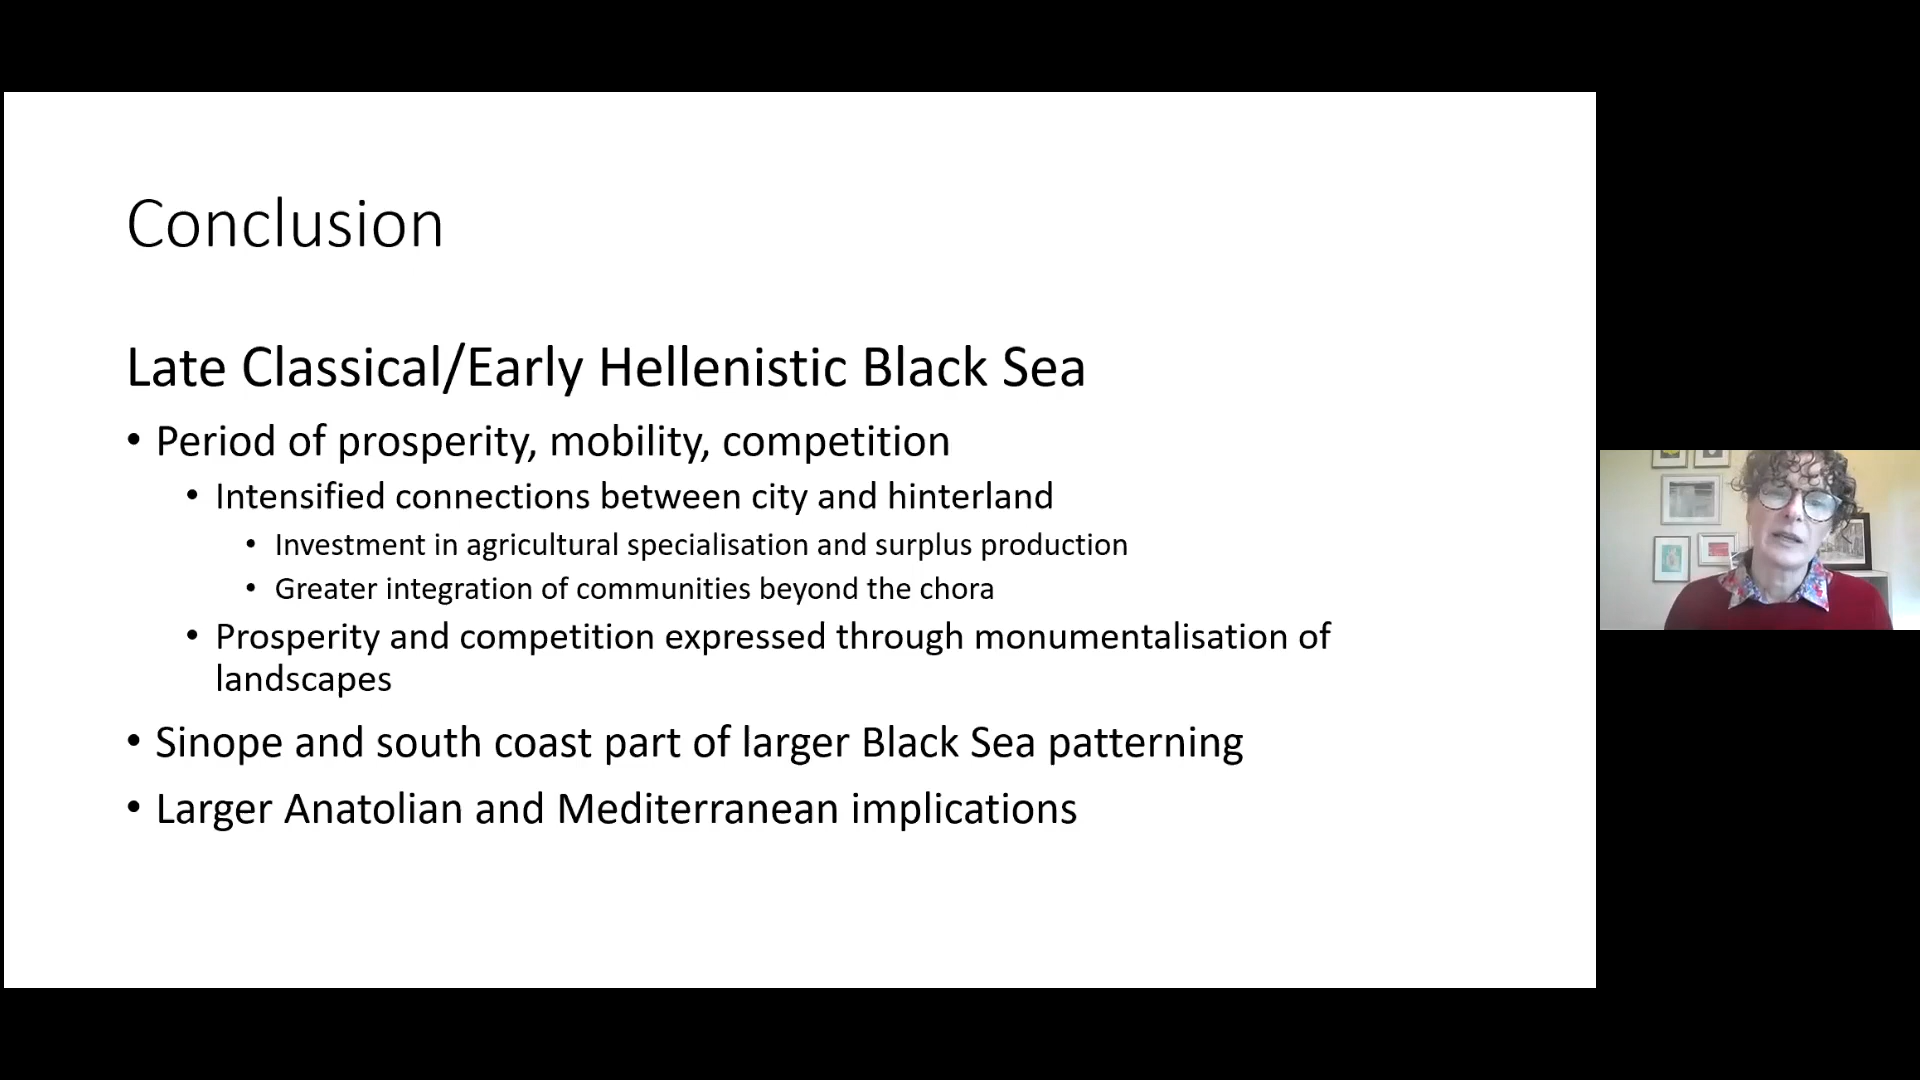 Conclusion
Late Classical/Early Hellenistic Black Sea
• Period of prosperity, mobility, competition
• Intensified connections between city and hinterland
• Investment in agricultural specialisation and surplus production
• Greater integration of communities beyond the chora
• Prosperity and competition expressed through monumentalisation of
landscapes
• Sinope and south coast part of larger Black Sea patterning
• Larger Anatolian and Mediterranean implications